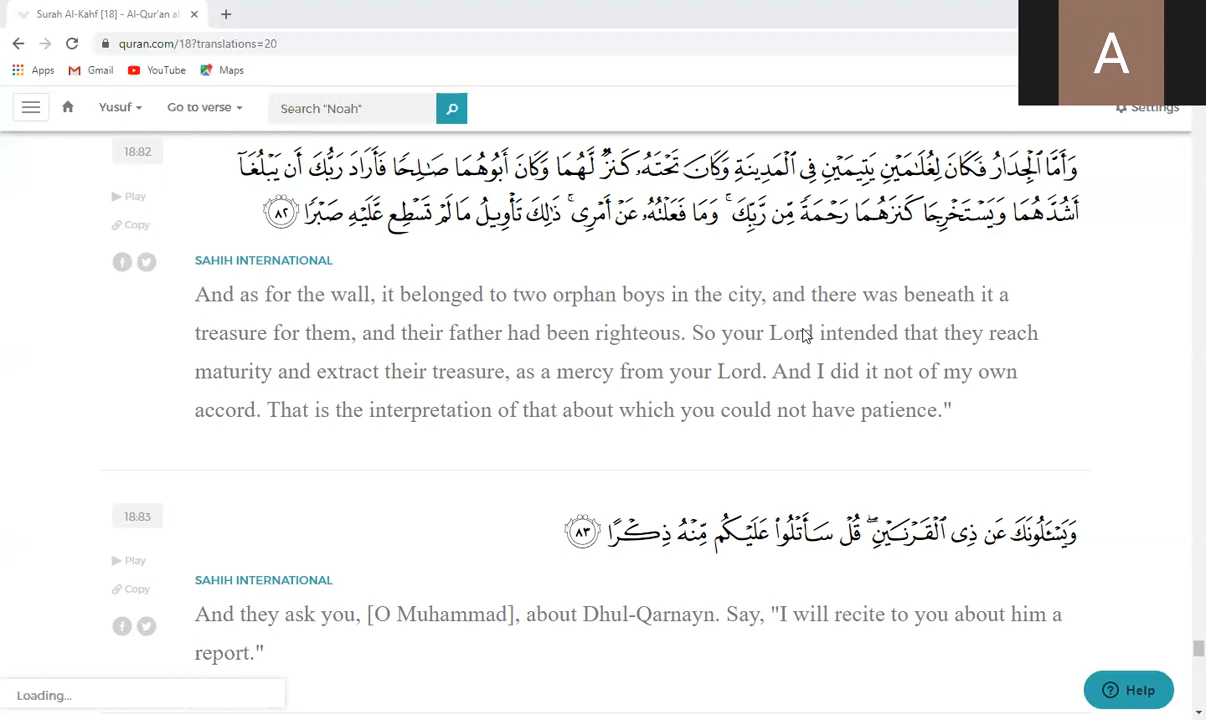 Surah Al-Kahf [18] - Al-Qur'an al
quran.com/18?translations=20
A
Apps Gmail YouTube Maps
Yusuf Go to verse Search "Noah" Settings
18:82
وَأَمَّا ٱلْجِدَارُ فَكَانَ لِغُلَـٰمَيْنِ يَتِيمَيْنِ فِى ٱلْمَدِينَةِ وَكَانَ تَحْتَهُۥ كَنزٌ لَّهُمَا وَكَانَ أَبُوهُمَا صَـٰلِحًا فَأَرَادَ رَبُّكَ أَن يَبْلُغَآ
أَشُدَّهُمَا وَيَسْتَخْرِجَا كَنزَهُمَا رَحْمَةً مِّن رَّبِّكَ ۚ وَمَا فَعَلْتُهُۥ عَنْ أَمْرِى ۚ ذَٰلِكَ تَأْوِيلُ مَا لَمْ تَسْطِع عَّلَيْهِ صَبْرًا ٨٢
Play
Copy
SAHIH INTERNATIONAL
And as for the wall, it belonged to two orphan boys in the city, and there was beneath it a
treasure for them, and their father had been righteous. So your Lord intended that they reach
maturity and extract their treasure, as a mercy from your Lord. And I did it not of my own
accord. That is the interpretation of that about which you could not have patience."
18:83
وَيَسْـَٔلُونَكَ عَن ذِى ٱلْقَرْنَيْنِ ۖ قُلْ سَأَتْلُوا۟ عَلَيْكُم مِّنْهُ ذِكْرًا ٨٣
Play
Copy
SAHIH INTERNATIONAL
And they ask you, [O Muhammad], about Dhul-Qarnayn. Say, "I will recite to you about him a
report."
Loading...
Help